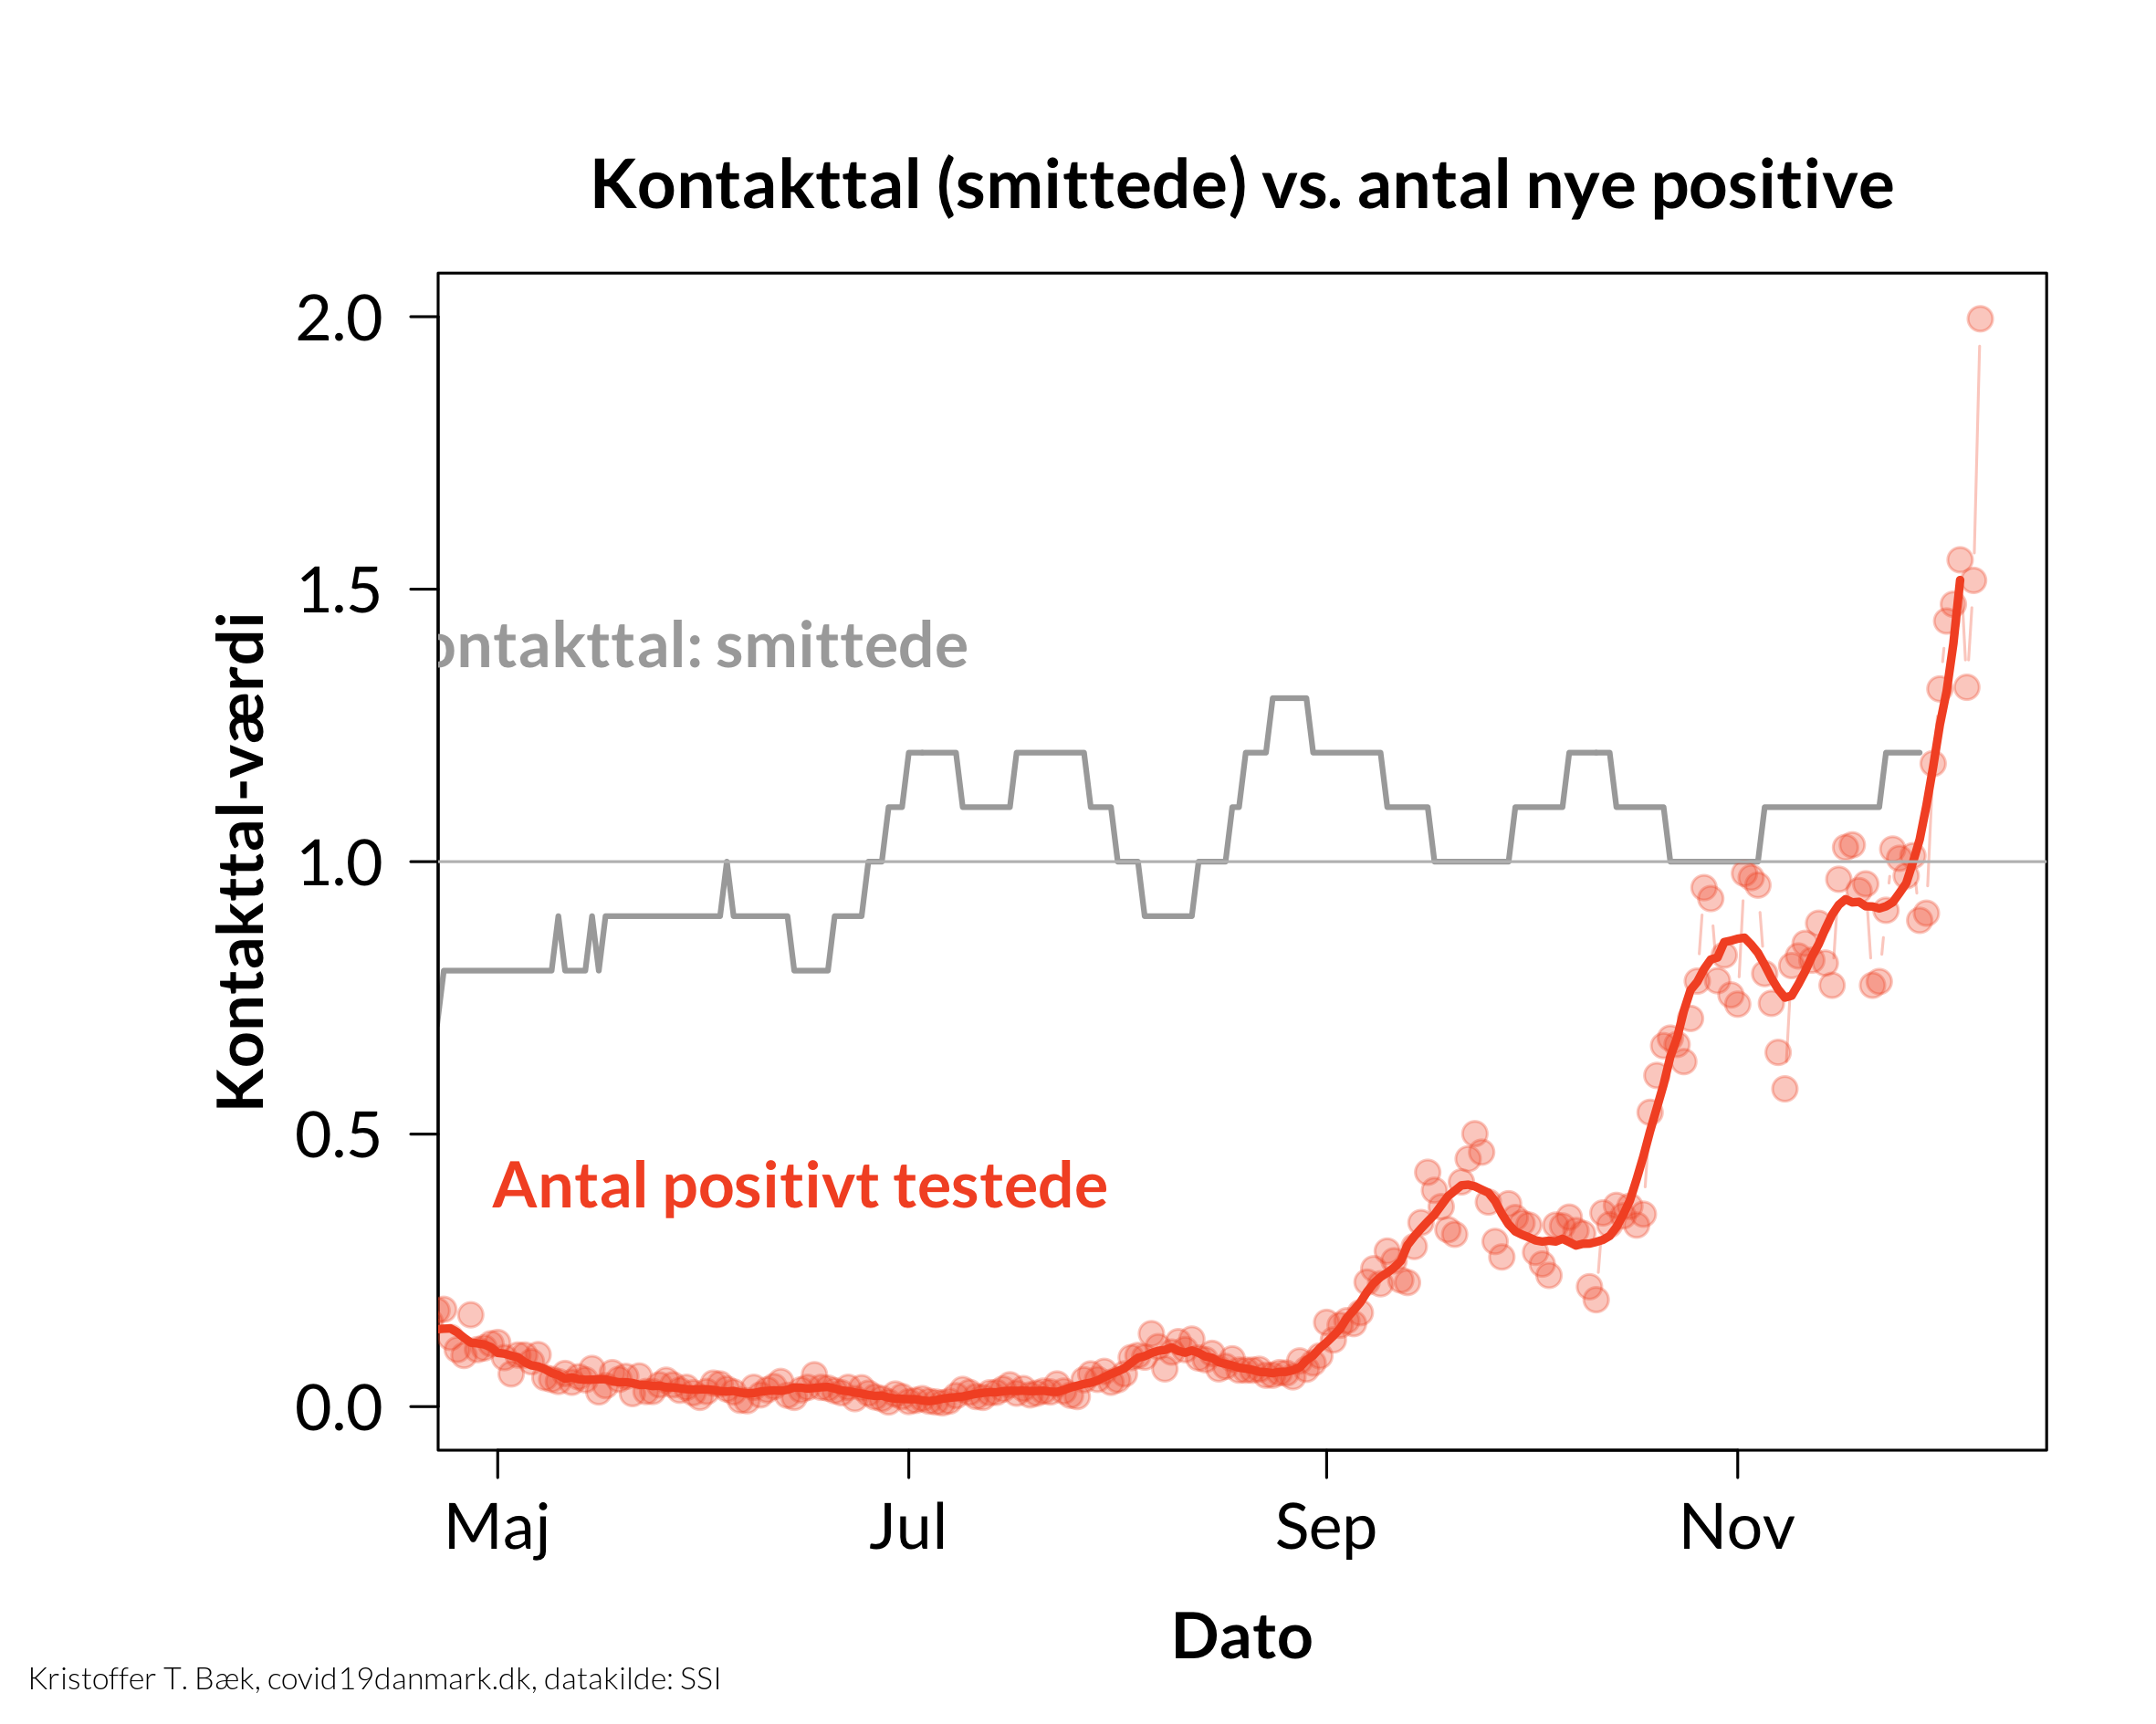 Kontakttal (smittede) vs. antal nye positive
Kontakttal-værdi
2.0
1.5
1.0
0.5
0.0
ontakttal: smittede
Antal positivt testede
Maj
Jul
Sep
Nov
Dato
Kristoffer T. Bæk, covid19danmark.dk, datakilde: SSI